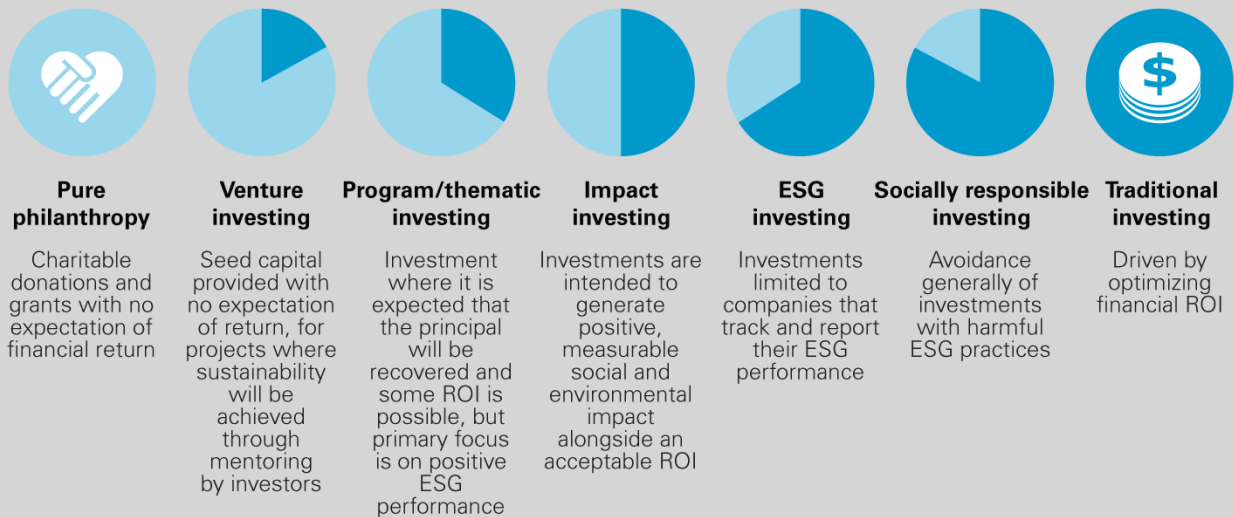 $
Pure
philanthropy
Charitable
donations and
grants with no
expectation of
financial return
Venture
investing
Seed capital
provided with
no expectation
of return, for
projects where
sustainability
will be
achieved
through
mentoring
by investors
Program/thematic
investing
Investment
where it is
expected that
the principal
will be
recovered and
some ROI is
possible, but
primary focus
is on positive
ESG
performance
Impact
investing
Investments are
intended to
generate
positive,
measurable
social and
environmental
impact
alongside an
acceptable ROI
ESG
investing
Investments
limited to
companies that
track and report
their ESG
performance
Socially responsible
investing
Avoidance
generally of
investments
with harmful
ESG practices
Traditional
investing
Driven by
optimizing
financial ROI